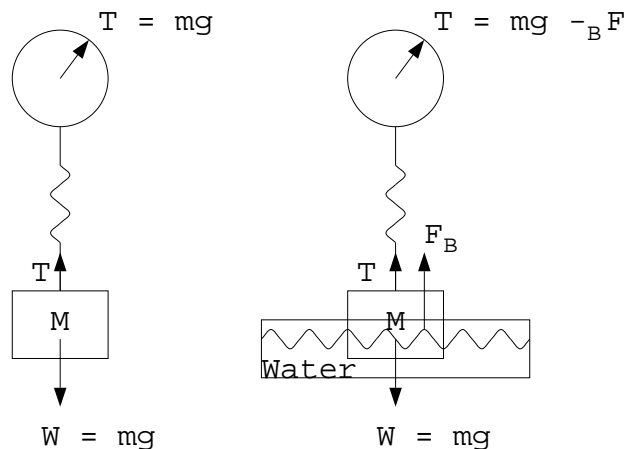 T = mg
T = mg -BF
T
T
FB
M
M
Water
W = mg
W = mg